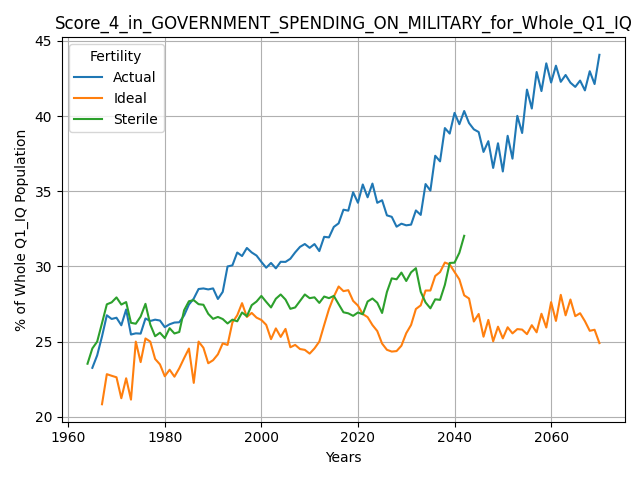 Score_4_in_GOVERNMENT_SPENDING_ON_MILITARY_for_Whole_Q1_IQ
Fertility
Actual
Ideal
Sterile
% of Whole Q1_IQ Population
45
40
35
30
25
20
1960
1980
2000
2020
2040
2060
Years